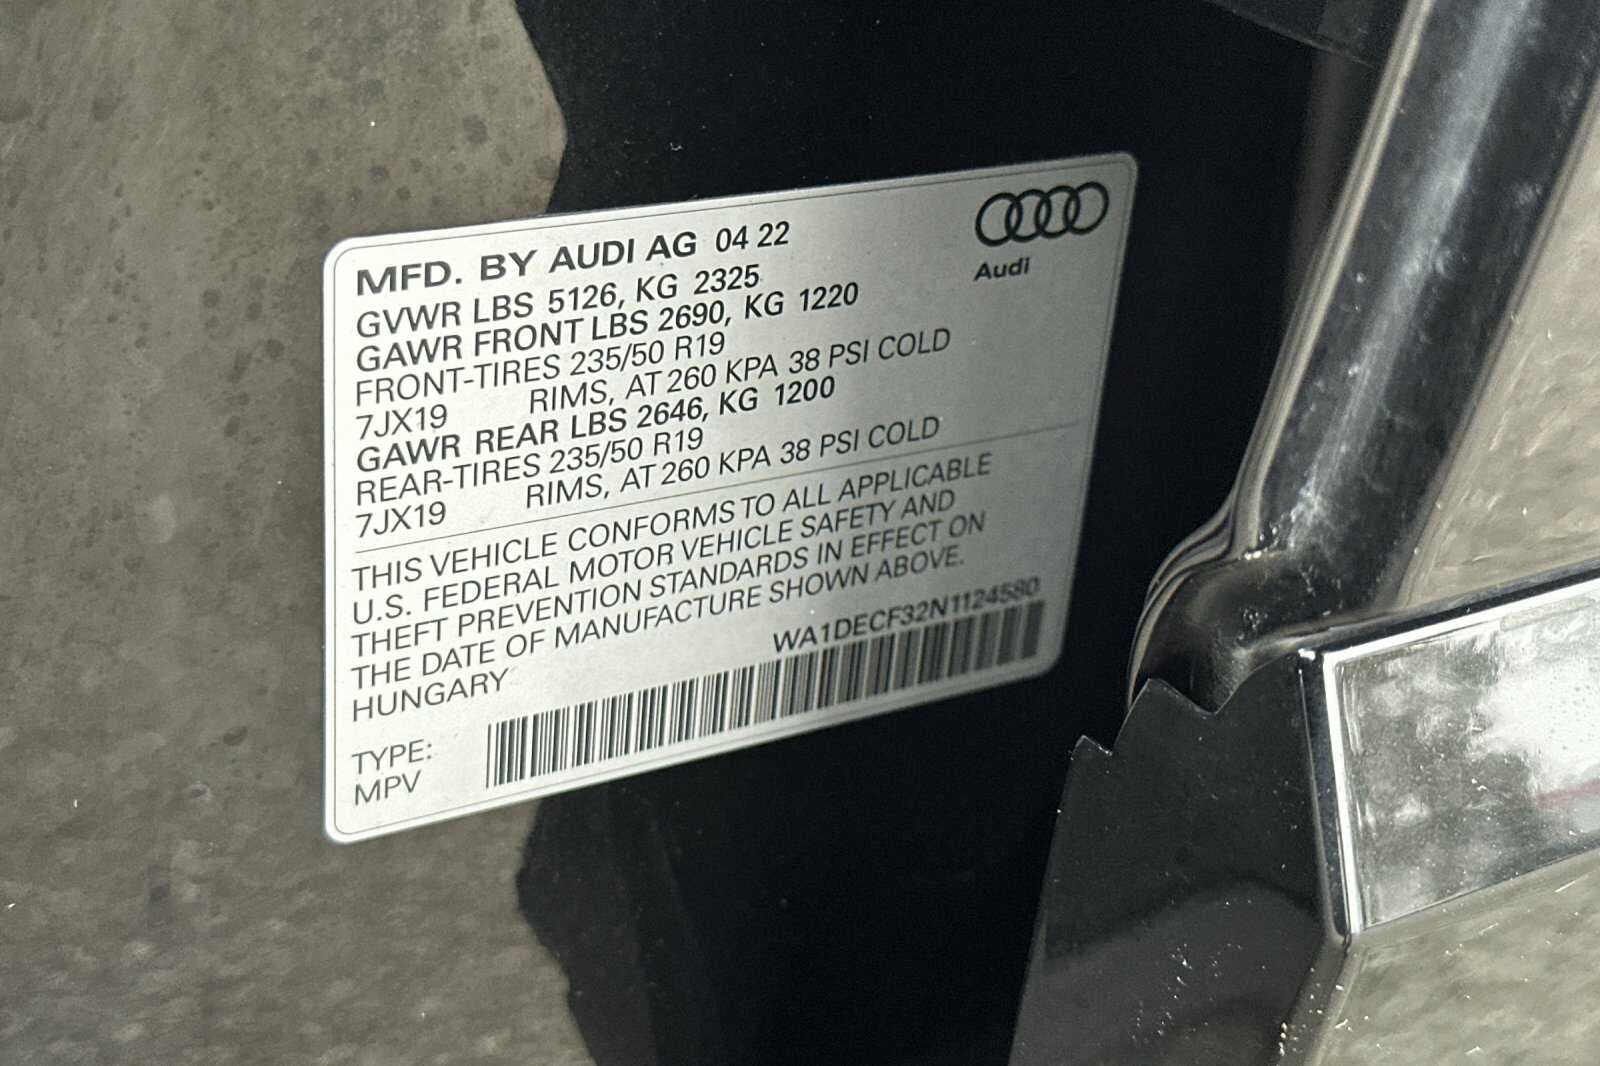 MFD. BY AUDI AG 04 22
GVWR LBS 5126, KG 2325
GAWR FRONT LBS 2690, KG 1220
FRONT-TIRES 235/50 R19
7JX19 RIMS, AT 260 KPA 38 PSI COLD
GAWR REAR LBS 2646, KG 1200
REAR-TIRES 235/50 R19
7JX19 RIMS, AT 260 KPA 38 PSI COLD
Audi
THIS VEHICLE CONFORMS TO ALL APPLICABLE
U.S. FEDERAL MOTOR VEHICLE SAFETY AND
THEFT PREVENTION STANDARDS IN EFFECT ON
THE DATE OF MANUFACTURE SHOWN ABOVE.
HUNGARY
WA1DECF32N1124580
TYPE:
MPV